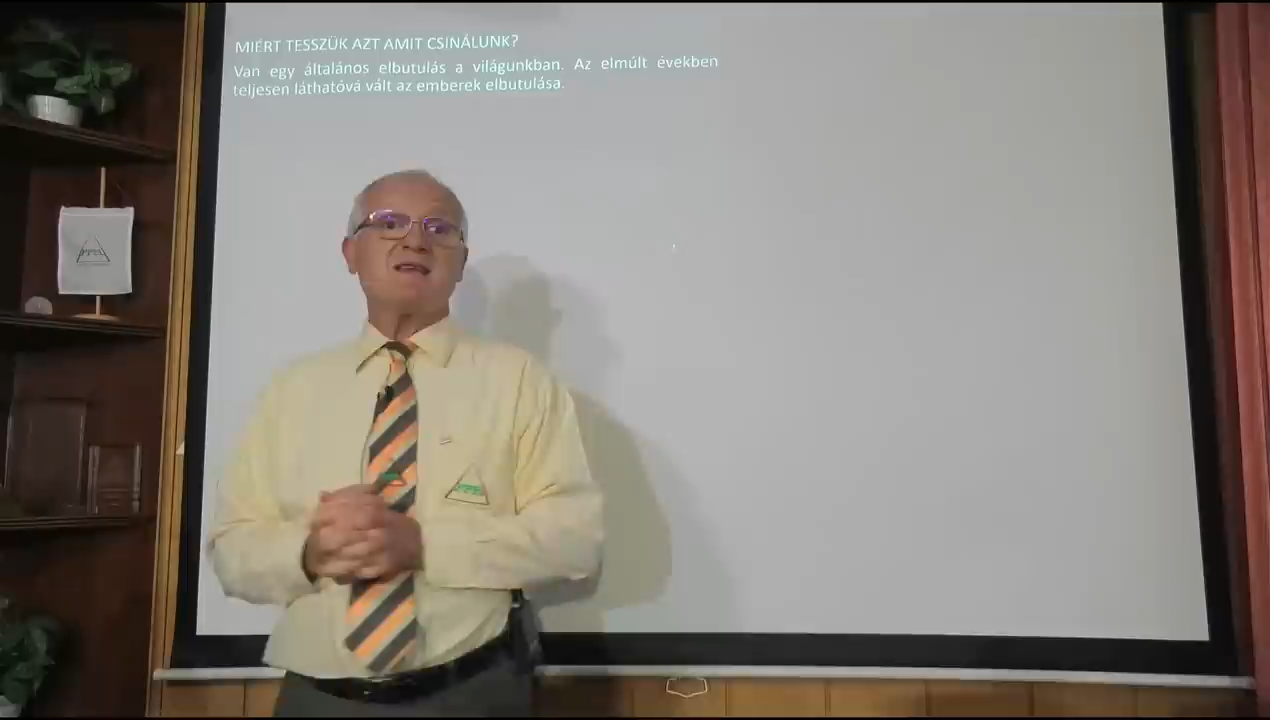 MIÉRT TESSZÜK AZT AMIT CSINÁLUNK?
Van egy általános elbutulás a világunkban. Az elmúlt években
teljesen láthatóvá vált az emberek elbutulása.